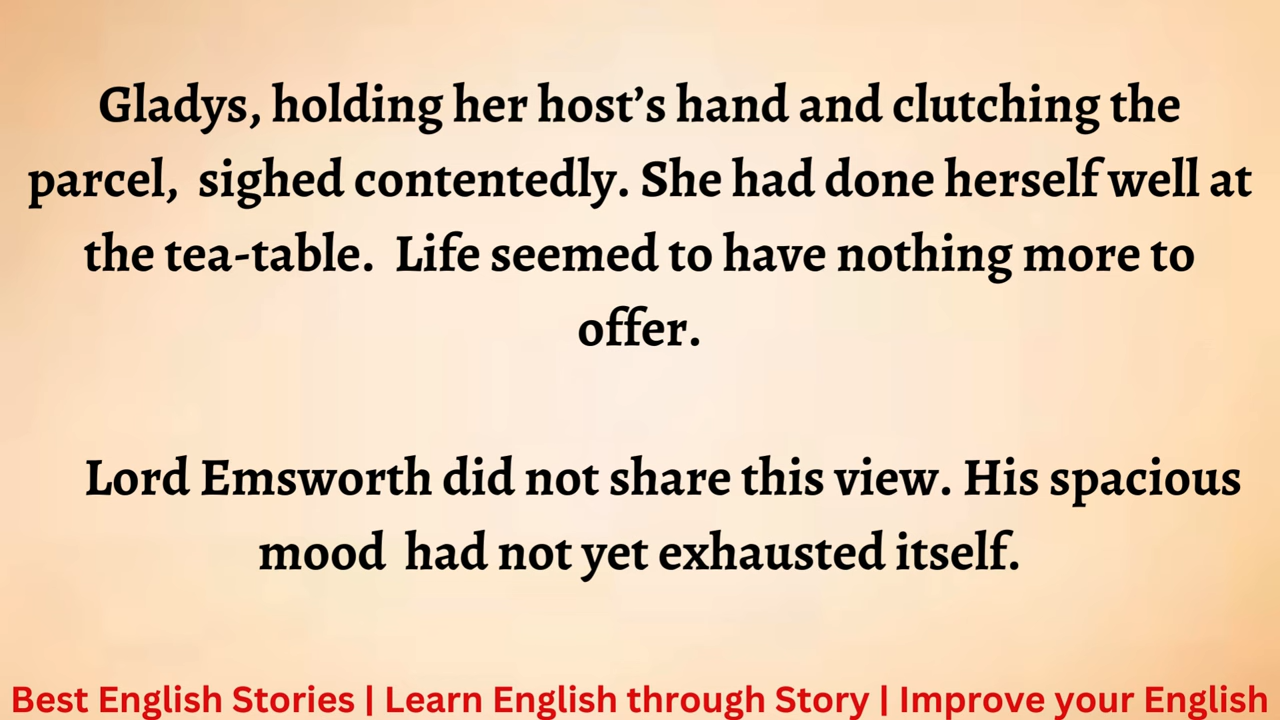 Gladys, holding her host’s hand and clutching the
parcel,  sighed contentedly. She had done herself well at
the tea-table.  Life seemed to have nothing more to
offer.
Lord Emsworth did not share this view. His spacious
mood  had not yet exhausted itself.
Best English Stories | Learn English through Story | Improve your English